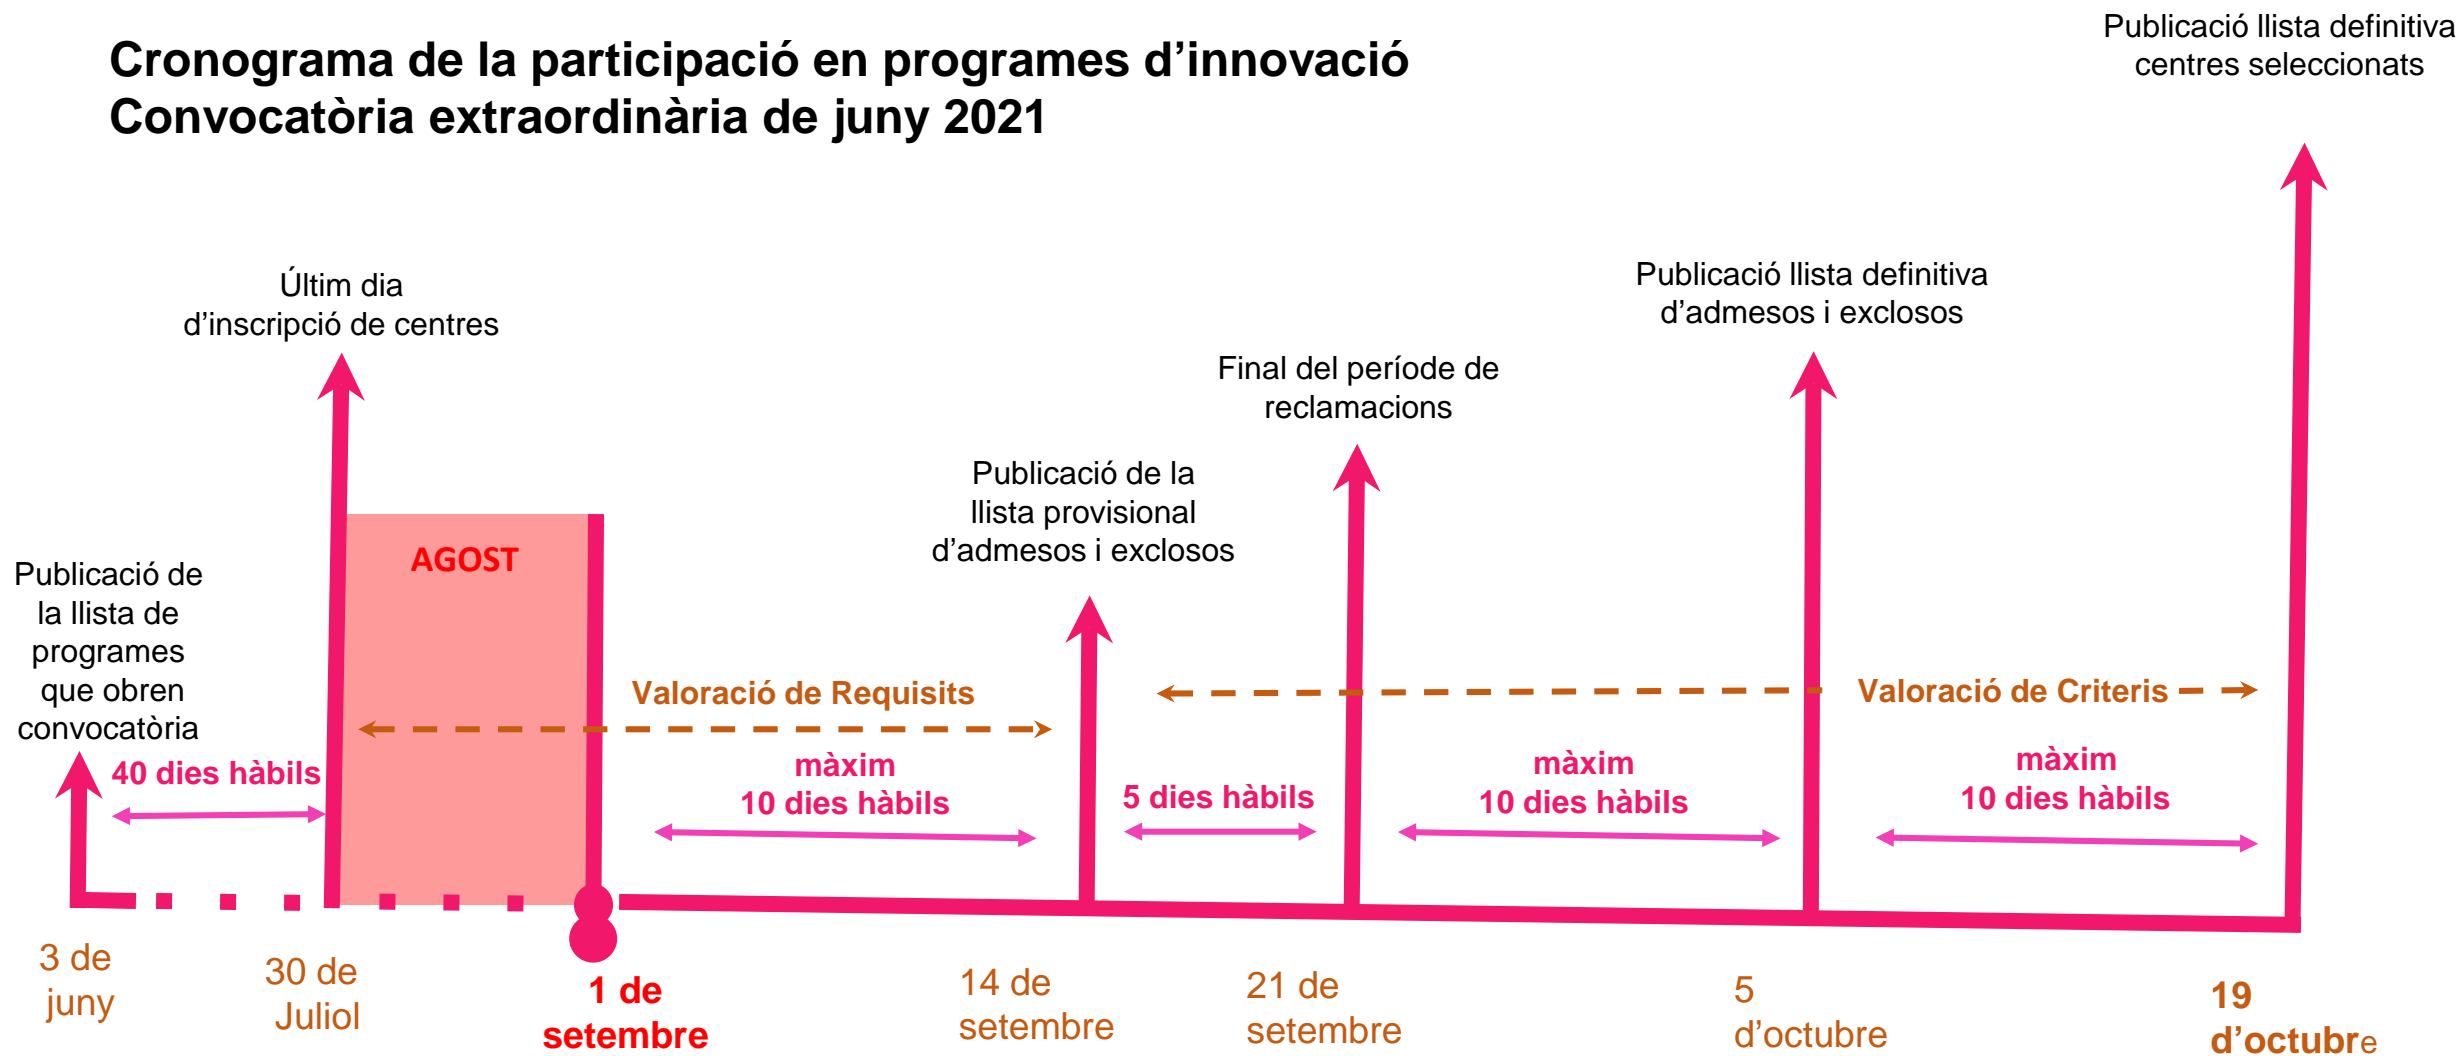 Cronograma de la participació en programes d’innovació
Convocatòria extraordinària de juny 2021
Publicació llista definitiva
centres seleccionats
Últim dia
d’inscripció de centres
Publicació llista definitiva
d’admesos i exclosos
Final del període de
reclamacions
Publicació de la
llista provisional
d’admesos i exclosos
AGOST
Publicació de
la llista de
programes
que obren
convocatòria
Valoració de Requisits
Valoració de Criteris
40 dies hàbils
màxim
10 dies hàbils
5 dies hàbils
màxim
10 dies hàbils
màxim
10 dies hàbils
3 de
juny
30 de
Juliol
1 de
setembre
14 de
setembre
21 de
setembre
5
d’octubre
19
d’octubre